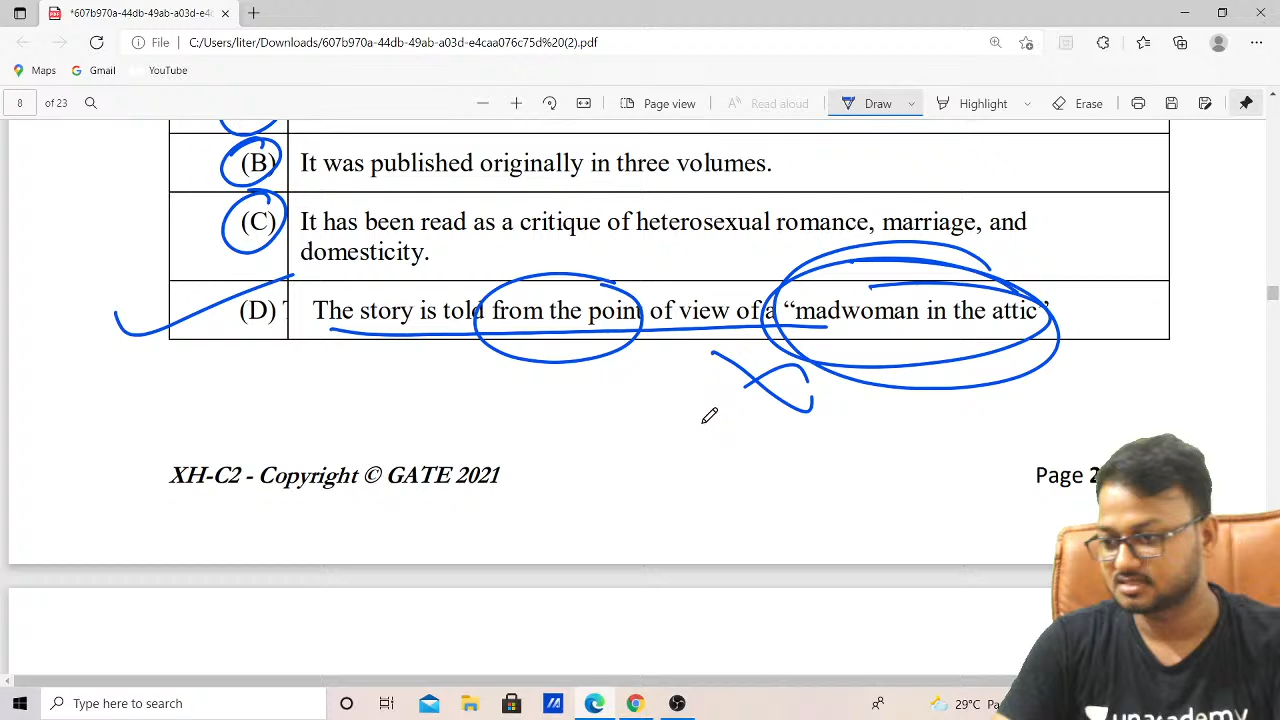 *607b970a-44db-49ab-a03d-e4c
File C:/Users/liter/Downloads/607b970a-44db-49ab-a03d-e4caa076c75d%20(2).pdf
Maps Gmail YouTube
8 of 23 Page view Read aloud Draw Highlight Erase
(B) It was published originally in three volumes.
(C) It has been read as a critique of heterosexual romance, marriage, and
domesticity.
(D) The story is told from the point of view of a “madwoman in the attic”
XH-C2 - Copyright © GATE 2021 Page
Type here to search 29°C
unacademy